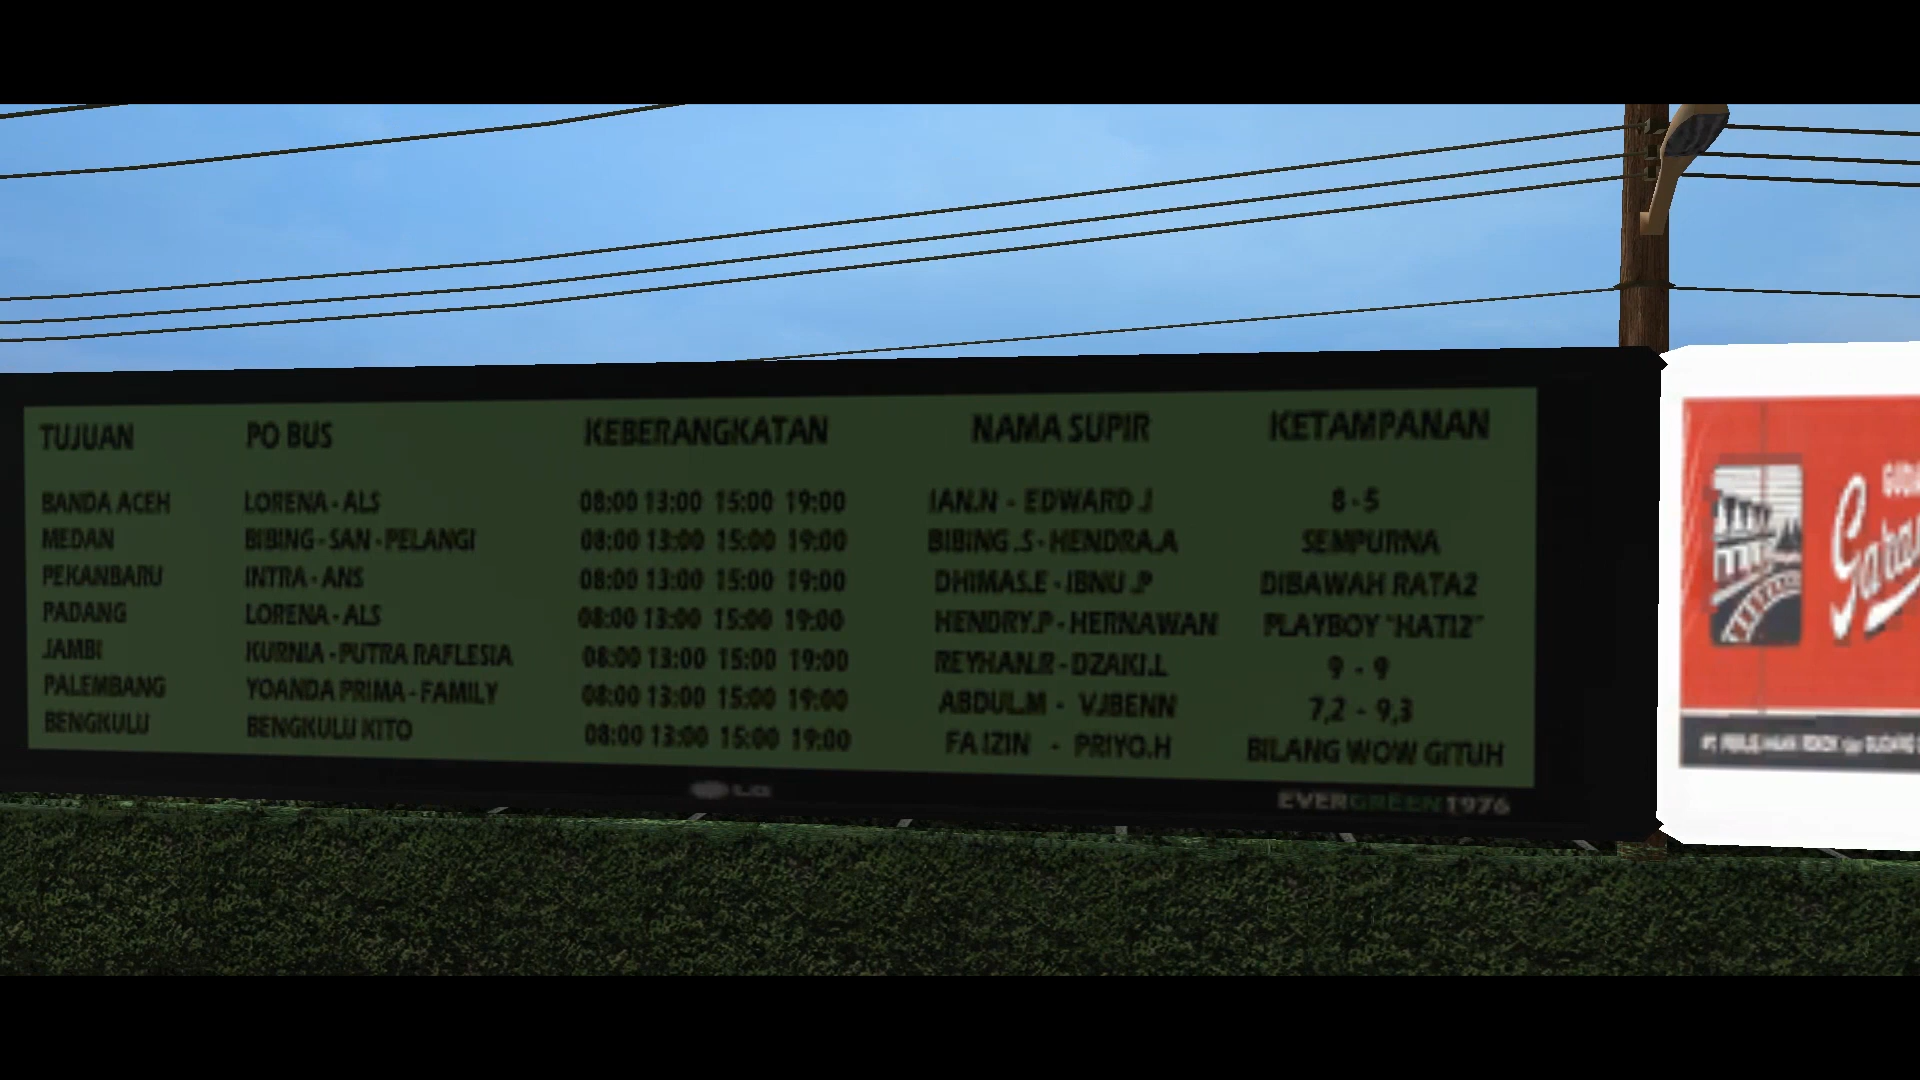 TUJUAN PO BUS KEBERANGKATAN NAMA SUPIR KETAMPANAN
BANDA ACEH LORENA - ALS 08:00 13:00 15:00 19:00 IAN.N - EDWARD J 8 - 5
MEDAN BIBING - SAN - PELANGI 08:00 13:00 15:00 19:00 BIBING .S - HENDRA.A SEMPURNA
PEKANBARU INTRA - ANS 08:00 13:00 15:00 19:00 DHIMAS.E - IBNU .P DIBAWAH RATA2
PADANG LORENA - ALS 08:00 13:00 15:00 19:00 HENDRY.P - HERNAWAN PLAYBOY "HATI2"
JAMBI KURNIA - PUTRA RAFLESIA 08:00 13:00 15:00 19:00 REYHAN.R - DZAKI.L 9 - 9
PALEMBANG YOANDA PRIMA - FAMILY 08:00 13:00 15:00 19:00 ABDUL.M - VJBENN 7,2 - 9,3
BENGKULU BENGKULU KITO 08:00 13:00 15:00 19:00 FAIZIN - PRIYO.H BILANG WOW GITUH
LG
EVERGREEN1976